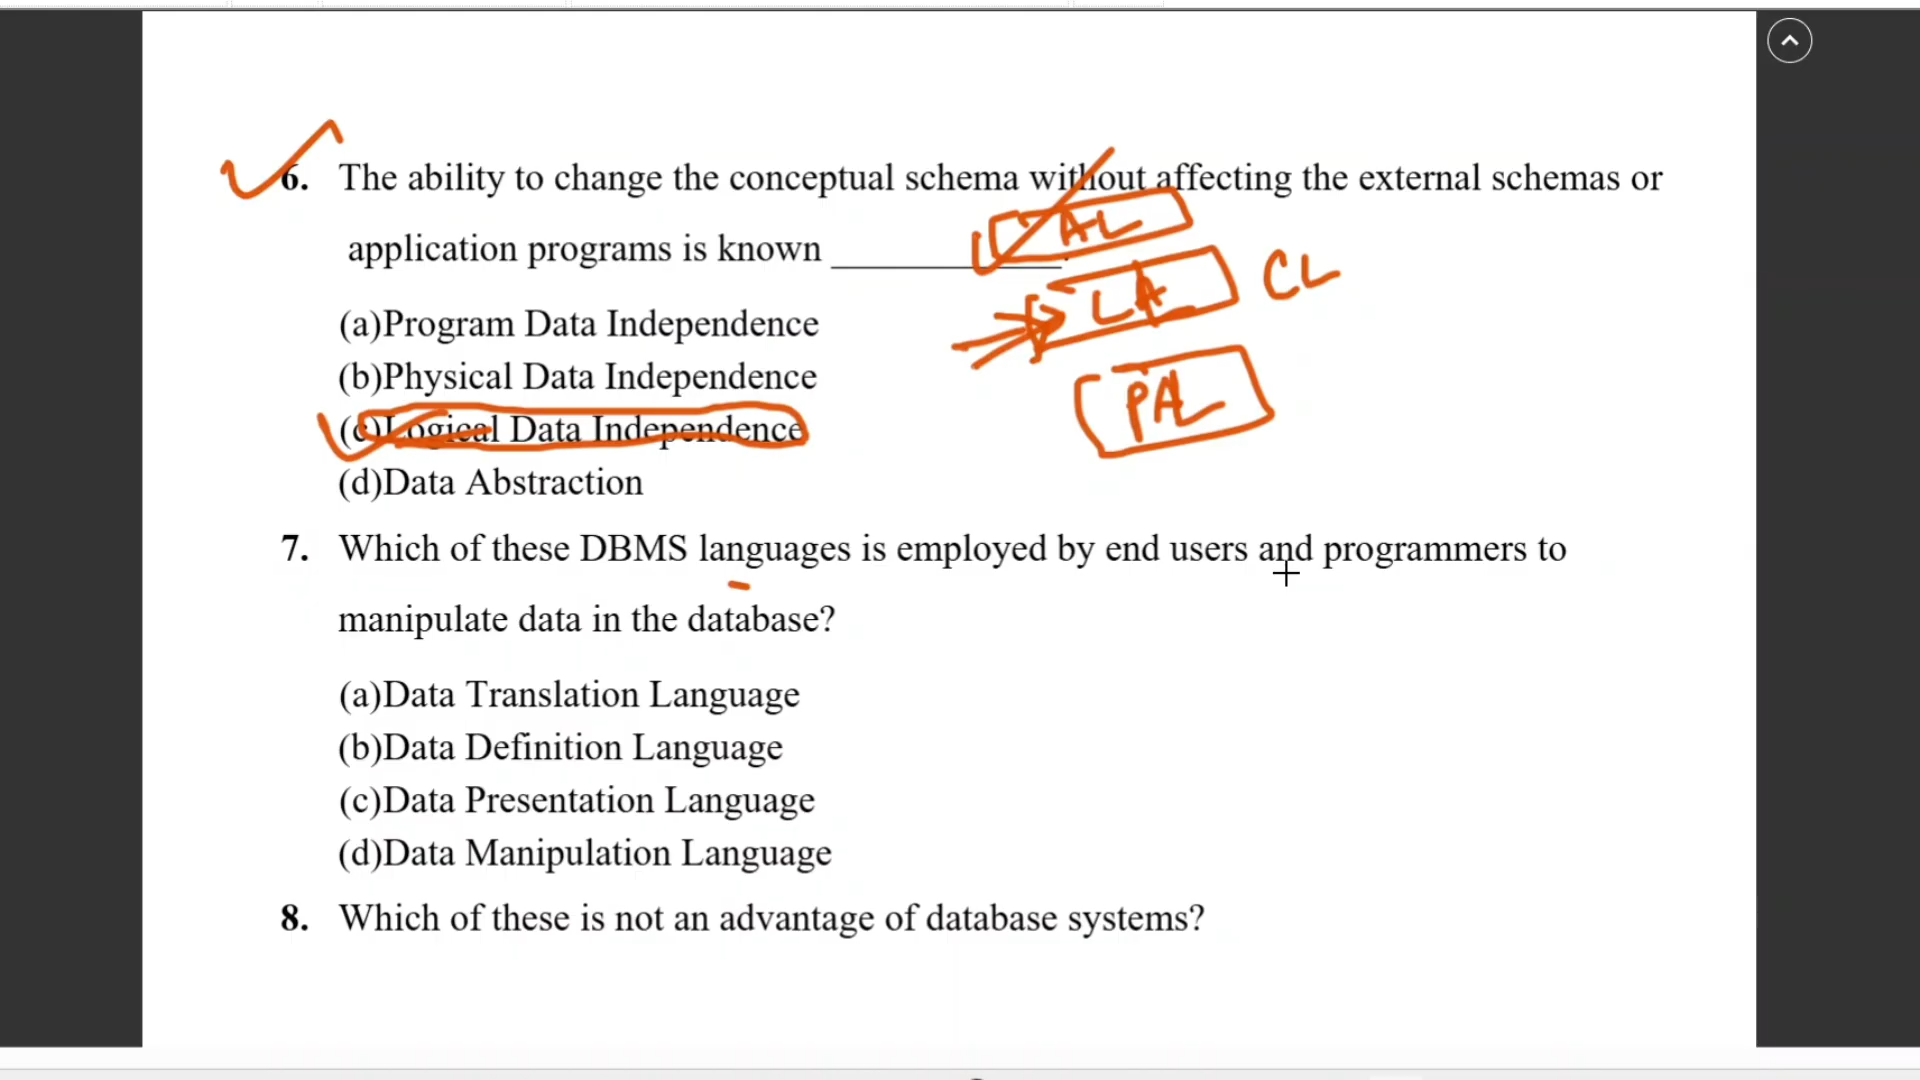 6. The ability to change the conceptual schema without affecting the external schemas or
AL
application programs is known ____________.
LA CL
(a)Program Data Independence
(b)Physical Data Independence
PAL
(c)Logical Data Independence
(d)Data Abstraction
7. Which of these DBMS languages is employed by end users and programmers to
manipulate data in the database?
(a)Data Translation Language
(b)Data Definition Language
(c)Data Presentation Language
(d)Data Manipulation Language
8. Which of these is not an advantage of database systems?